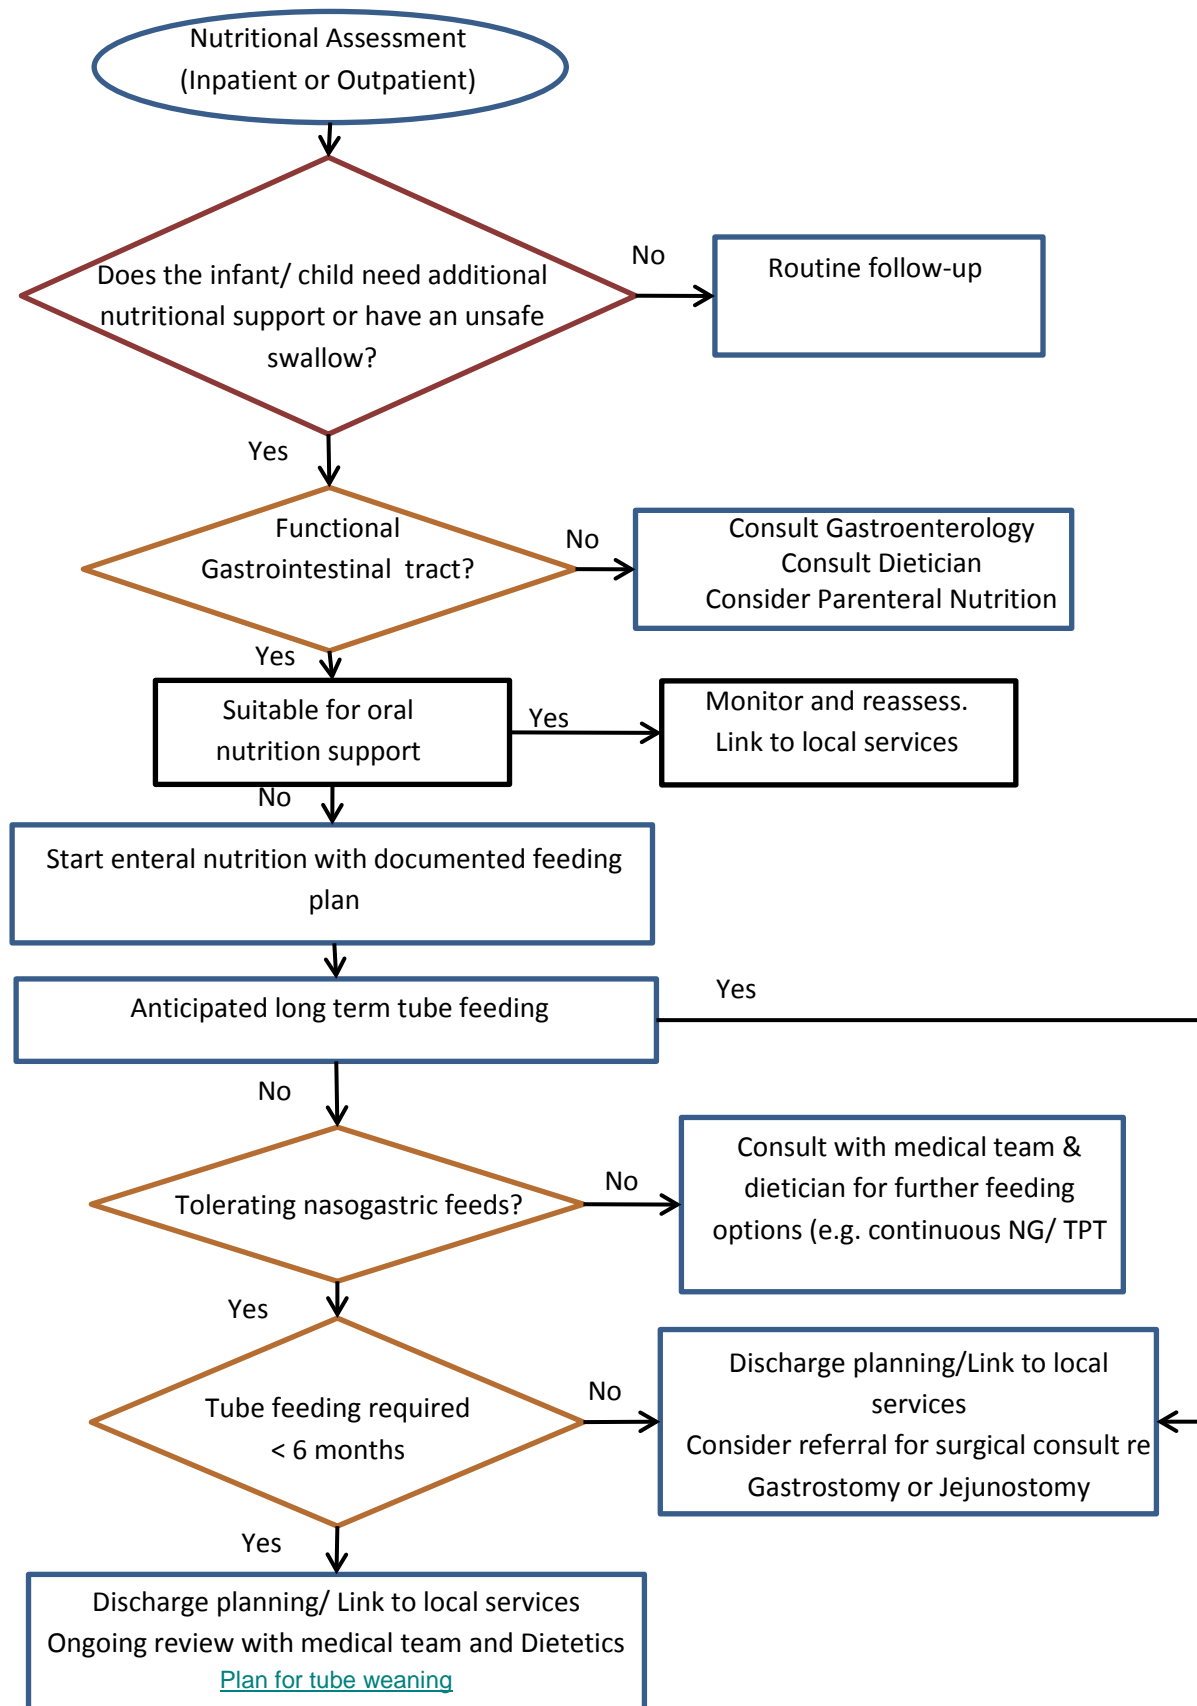 Nutritional Assessment
(Inpatient or Outpatient)
Does the infant/ child need additional
nutritional support or have an unsafe
swallow?
No
Routine follow-up
Yes
Functional
Gastrointestinal tract?
No
Consult Gastroenterology
Consult Dietician
Consider Parenteral Nutrition
Yes
Suitable for oral
nutrition support
Yes
Monitor and reassess.
Link to local services
No
Start enteral nutrition with documented feeding
plan
Anticipated long term tube feeding
Yes
No
Tolerating nasogastric feeds?
No
Consult with medical team &
dietician for further feeding
options (e.g. continuous NG/ TPT
Yes
Tube feeding required
< 6 months
No
Discharge planning/Link to local
services
Consider referral for surgical consult re
Gastrostomy or Jejunostomy
Yes
Discharge planning/ Link to local services
Ongoing review with medical team and Dietetics
Plan for tube weaning